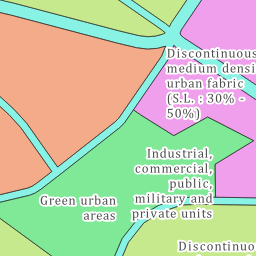 Discontinuous
medium densi
urban fabric
(S.L. : 30% -
50%)
Industrial,
commercial,
public,
military and
private units
Green urban
areas
Discontinuo